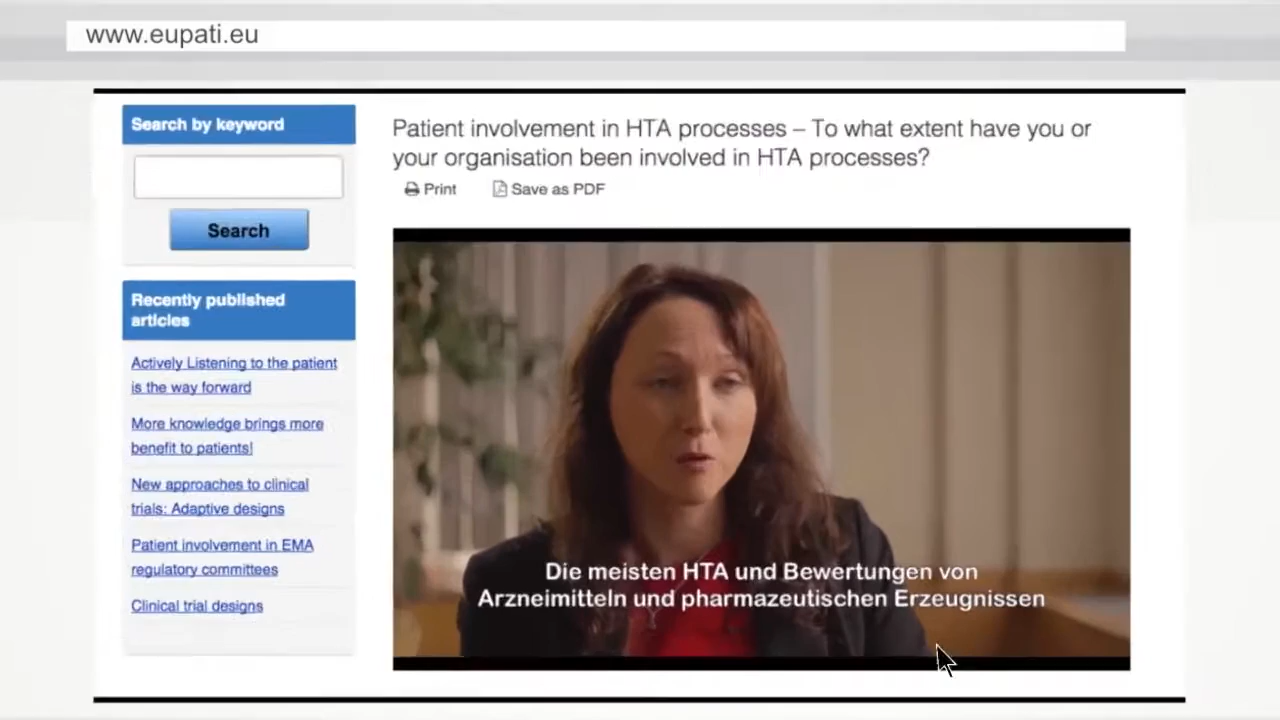 www.eupati.eu
Search by keyword
Search
Recently published
articles
Actively Listening to the patient
is the way forward
More knowledge brings more
benefit to patients!
New approaches to clinical
trials: Adaptive designs
Patient involvement in EMA
regulatory committees
Clinical trial designs
Patient involvement in HTA processes – To what extent have you or
your organisation been involved in HTA processes?
Print
Save as PDF
Die meisten HTA und Bewertungen von
Arzneimitteln und pharmazeutischen Erzeugnissen